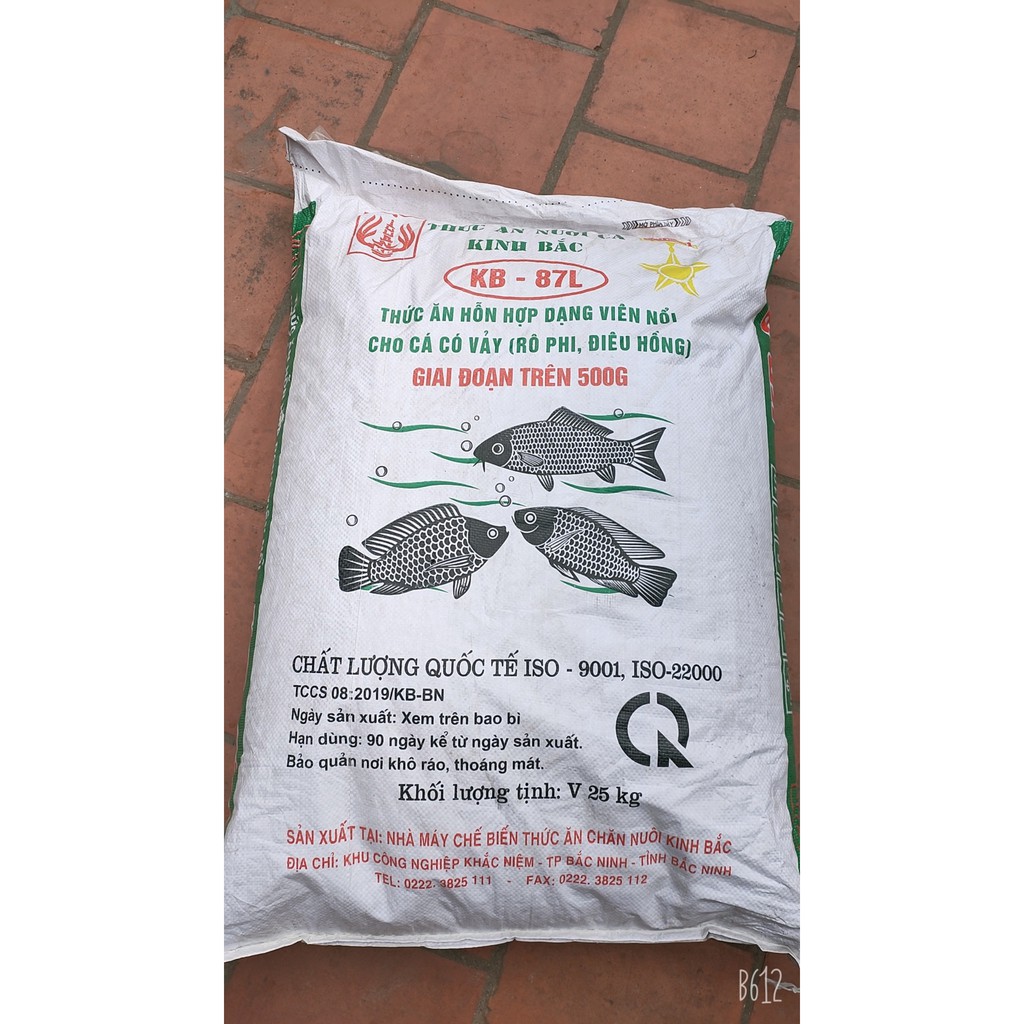 THỨC ĂN NUÔI CÁ
KINH BẮC
KB - 87L
THỨC ĂN HỖN HỢP DẠNG VIÊN NỔI
CHO CÁ CÓ VẢY (RÔ PHI, ĐIÊU HỒNG)
GIAI ĐOẠN TRÊN 500G
CHẤT LƯỢNG QUỐC TẾ ISO - 9001, ISO-22000
TCCS 08:2019/KB-BN
Ngày sản xuất: Xem trên bao bì
Hạn dùng: 90 ngày kể từ ngày sản xuất.
Bảo quản nơi khô ráo, thoáng mát.
Khối lượng tịnh: V 25 kg
SẢN XUẤT TẠI: NHÀ MÁY CHẾ BIẾN THỨC ĂN CHĂN NUÔI KINH BẮC
ĐỊA CHỈ: KHU CÔNG NGHIỆP KHẮC NIỆM - TP BẮC NINH - TỈNH BẮC NINH
TEL: 0222. 3825 111 - FAX: 0222. 3825 112
B612